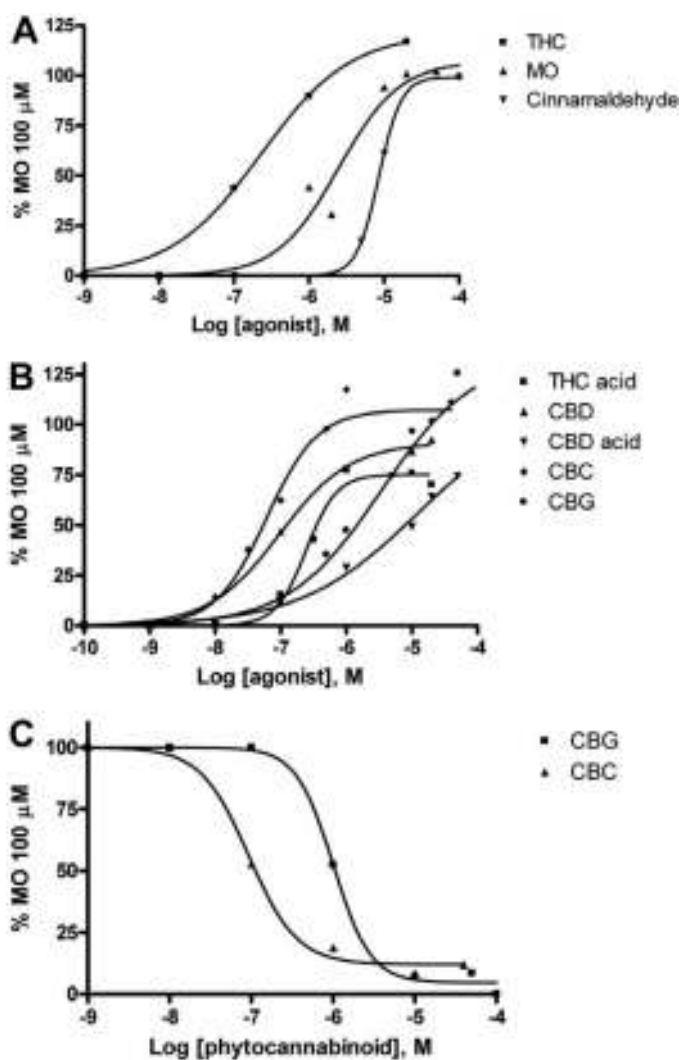 A
% MO 100 µM
125
100
75
50
25
0
-9 -8 -7 -6 -5 -4
Log [agonist], M
THC
MO
Cinnamaldehyde
B
% MO 100 µM
125
100
75
50
25
0
-10 -9 -8 -7 -6 -5 -4
Log [agonist], M
THC acid
CBD
CBD acid
CBC
CBG
C
% MO 100 µM
100
75
50
25
0
-9 -8 -7 -6 -5 -4
Log [phytocannabinoid], M
CBG
CBC